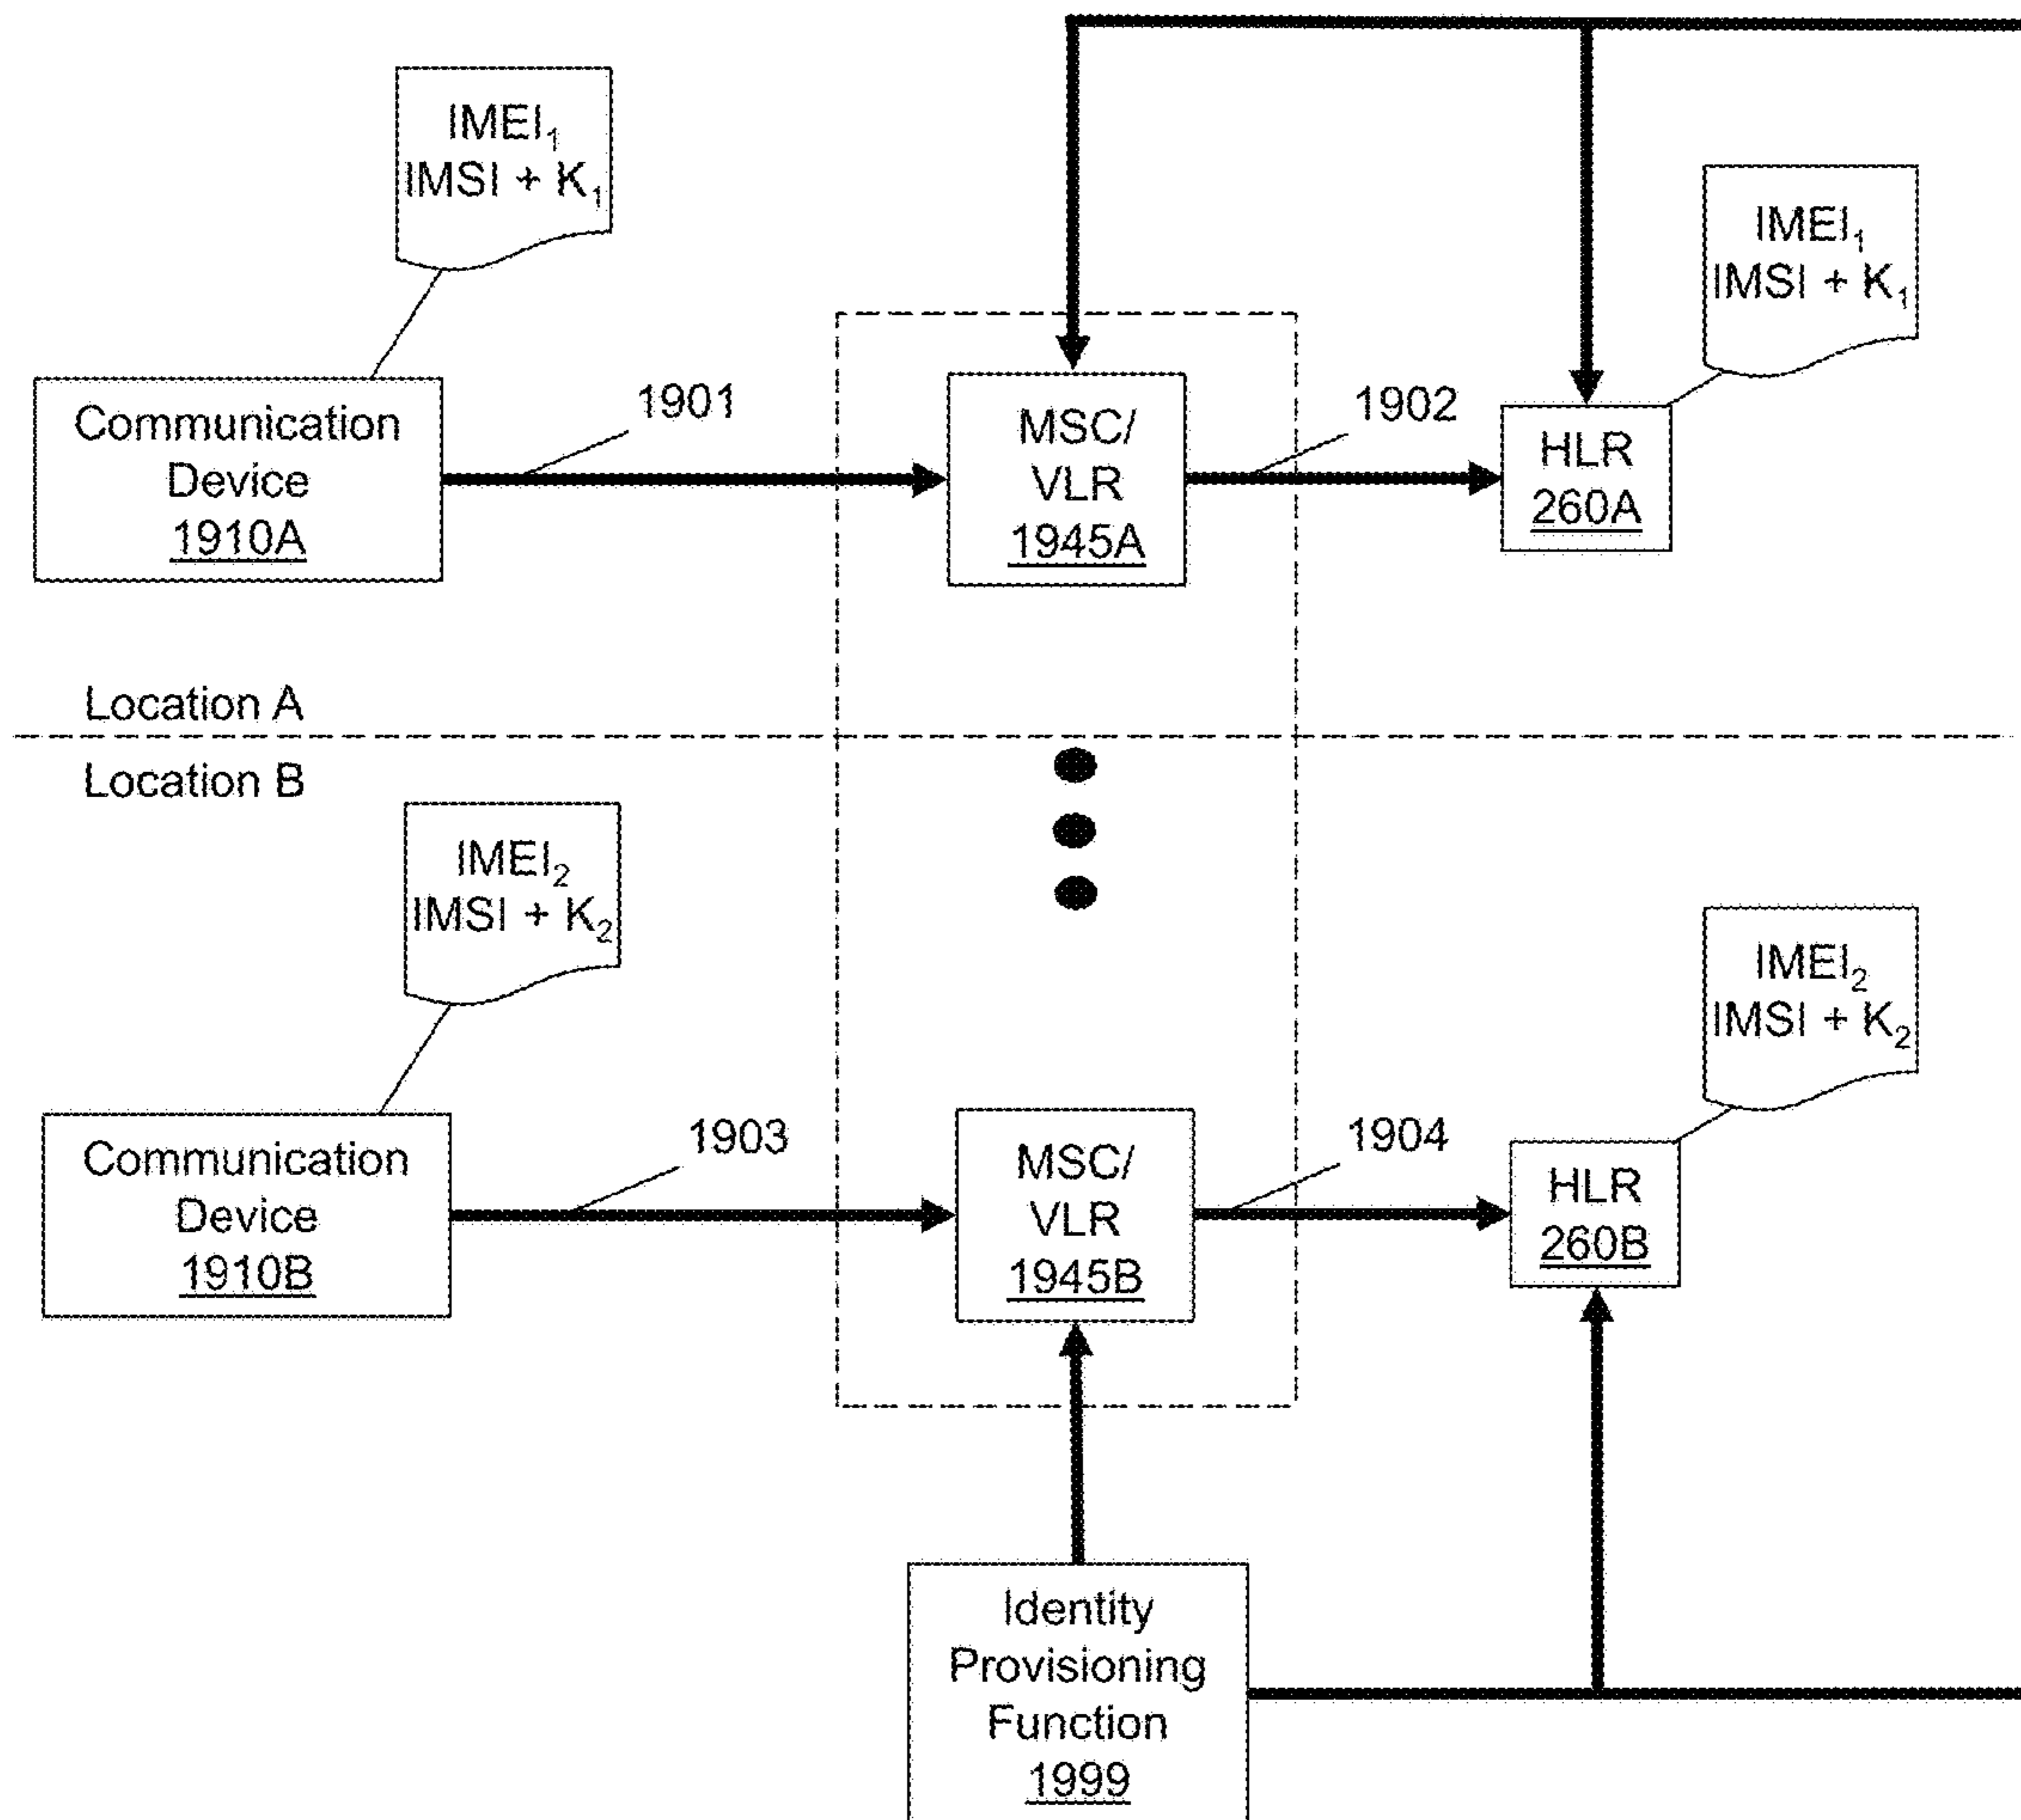 IMEI₁
IMSI + K₁
IMEI₁
IMSI + K₁
Communication
Device
1910A
1901
MSC/
VLR
1945A
1902
HLR
260A
Location A
Location B
IMEI₂
IMSI + K₂
IMEI₂
IMSI + K₂
Communication
Device
1910B
1903
MSC/
VLR
1945B
1904
HLR
260B
Identity
Provisioning
Function
1999